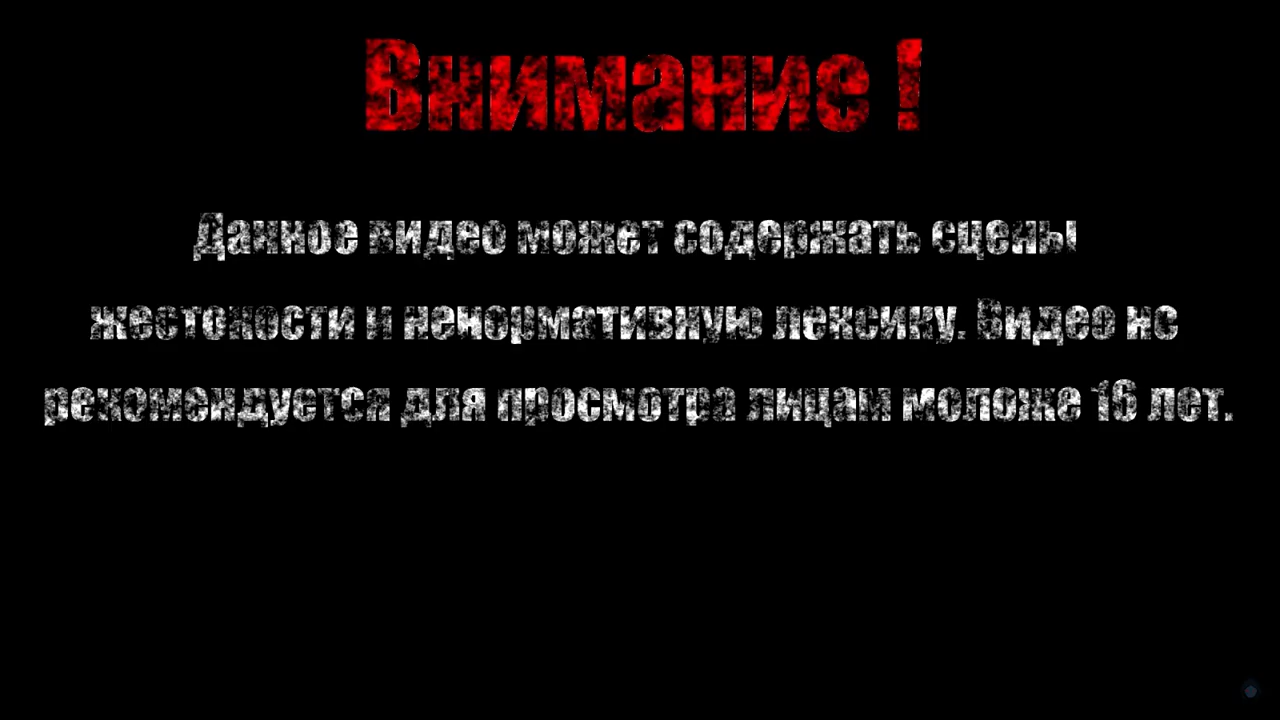 Внимание !
Данное видео может содержать сцены
жестокости и ненормативную лексику. Видео не
рекомендуется для просмотра лицам моложе 16 лет.